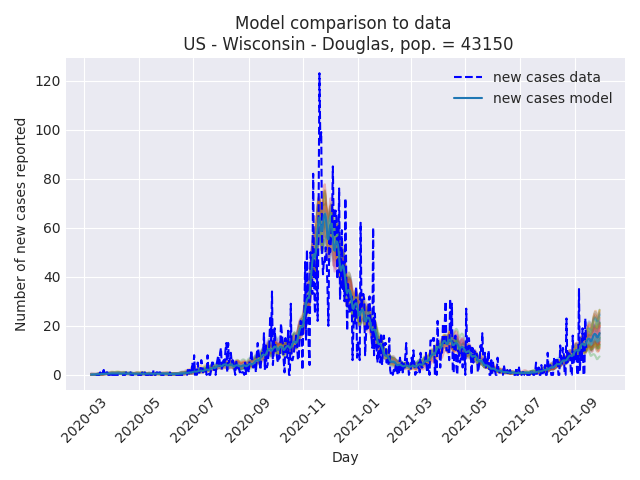 Model comparison to data
US - Wisconsin - Douglas, pop. = 43150
new cases data
new cases model
Number of new cases reported
120
100
80
60
40
20
0
2020-03
2020-05
2020-07
2020-09
2020-11
2021-01
2021-03
2021-05
2021-07
2021-09
Day